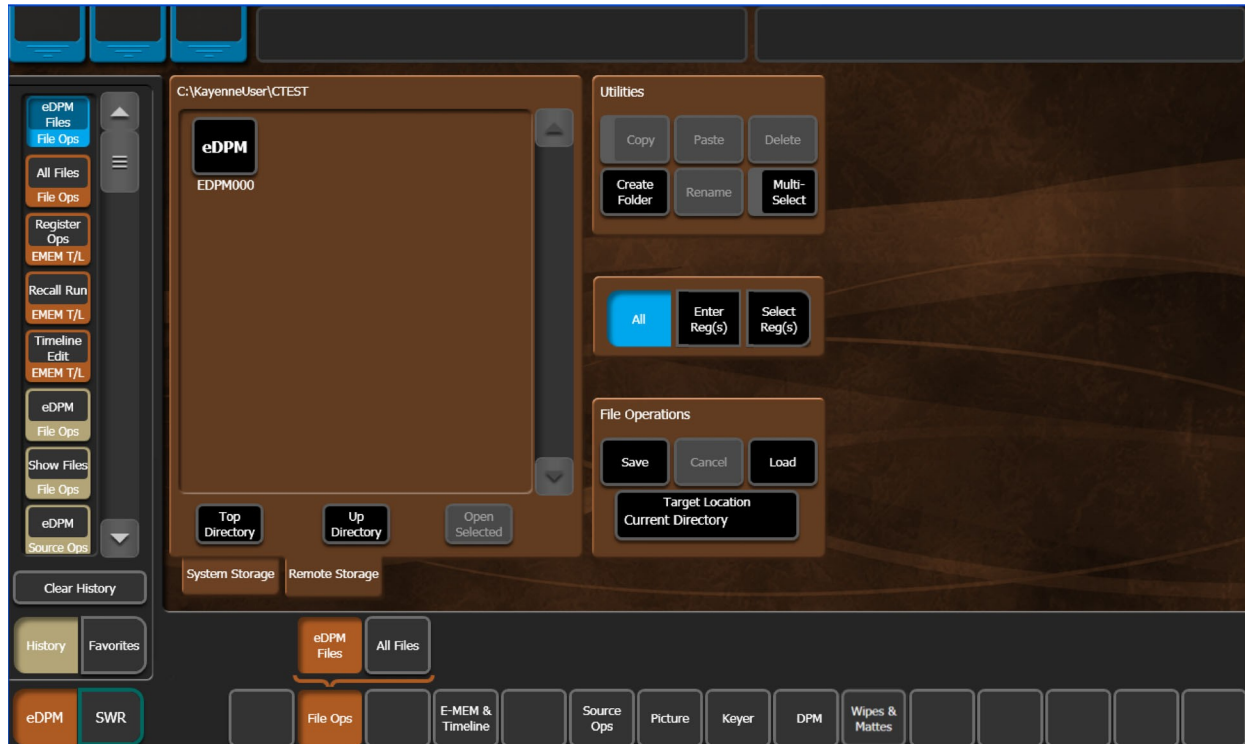 eDPM
Files
File Ops
All Files
File Ops
Register
Ops
EMEM T/L
Recall Run
EMEM T/L
Timeline
Edit
EMEM T/L
eDPM
File Ops
Show Files
File Ops
eDPM
Source Ops
Clear History
History
Favorites
C:\KayenneUser\CTEST
eDPM
EDPM000
Top
Directory
Up
Directory
Open
Selected
System Storage
Remote Storage
Utilities
Copy
Paste
Delete
Create
Folder
Rename
Multi-
Select
All
Enter
Reg(s)
Select
Reg(s)
File Operations
Save
Cancel
Load
Target Location
Current Directory
eDPM
Files
All Files
eDPM
SWR
File Ops
E-MEM &
Timeline
Source
Ops
Picture
Keyer
DPM
Wipes &
Mattes